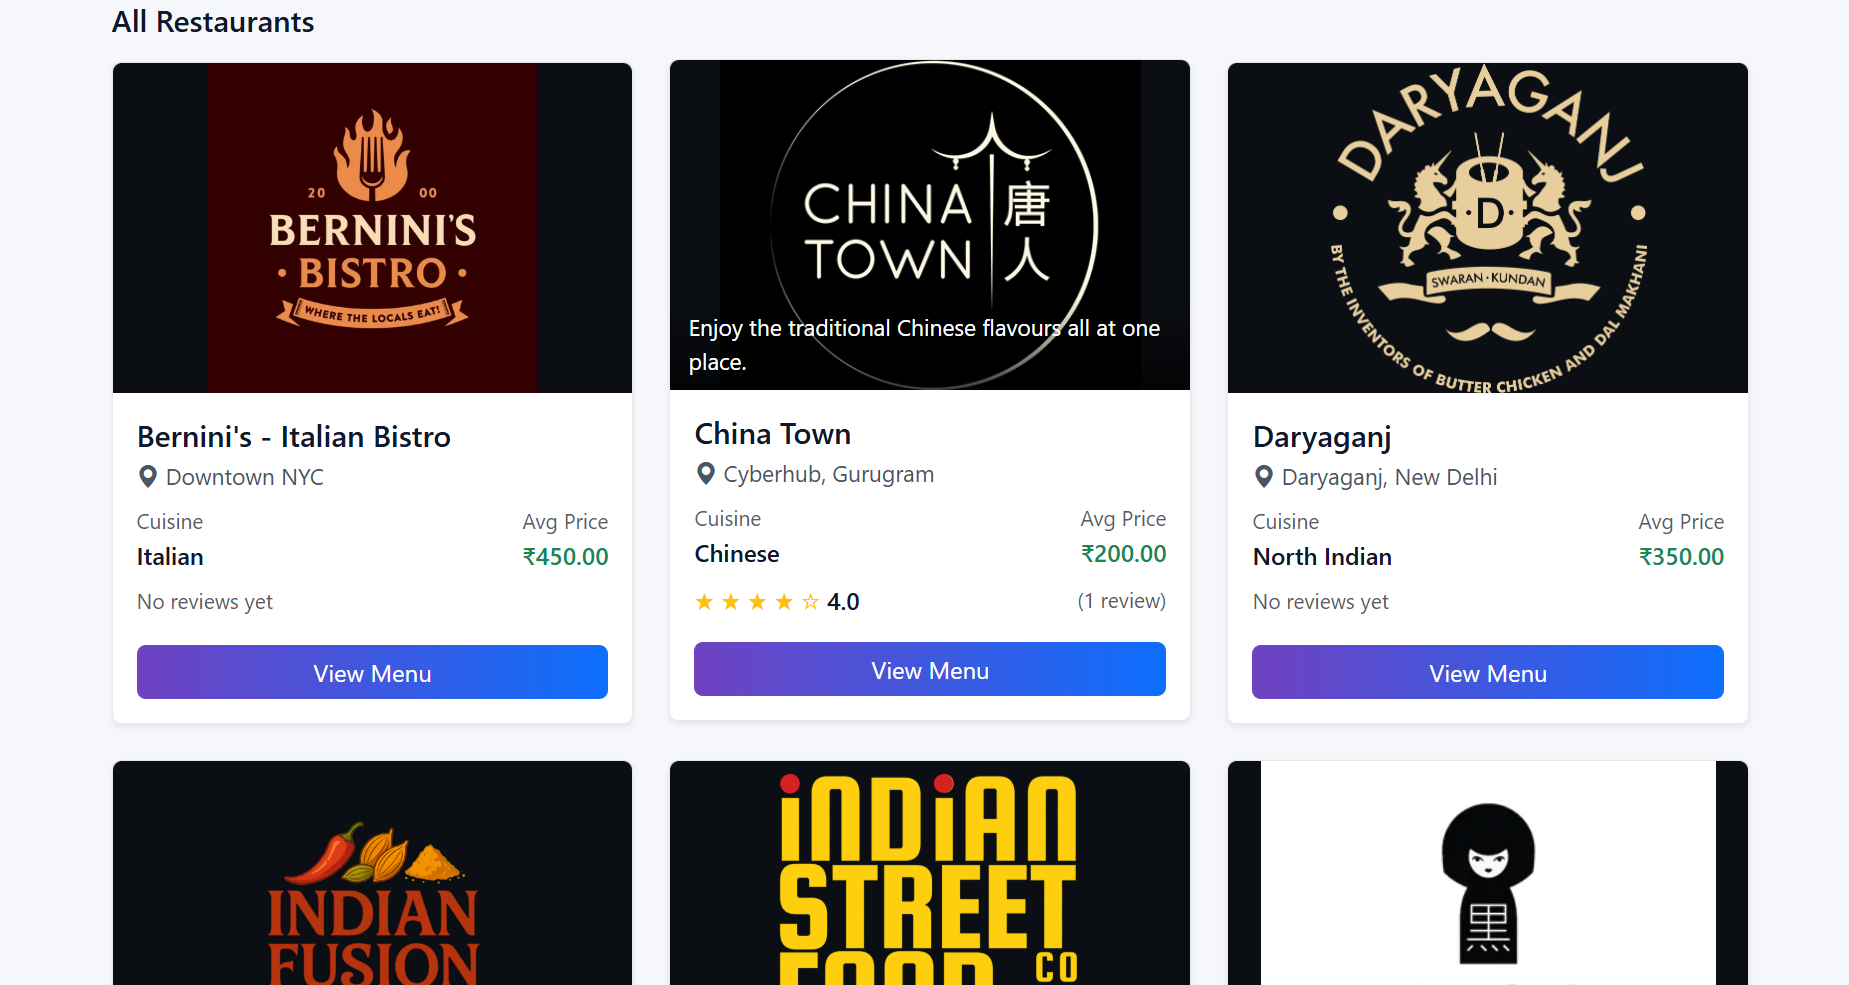 All Restaurants
20 00
BERNINI'S
• BISTRO •
WHERE THE LOCALS EAT!
Bernini's - Italian Bistro
Downtown NYC
Cuisine Avg Price
Italian ₹450.00
No reviews yet
View Menu
CHINA
TOWN
唐
人
Enjoy the traditional Chinese flavours all at one
place.
China Town
Cyberhub, Gurugram
Cuisine Avg Price
Chinese ₹200.00
★ ★ ★ ★ ☆ 4.0 (1 review)
View Menu
DARYAGANJ
·D·
SWARAN·KUNDAN
BY THE INVENTORS OF BUTTER CHICKEN AND DAL MAKHANI
Daryaganj
Daryaganj, New Delhi
Cuisine Avg Price
North Indian ₹350.00
No reviews yet
View Menu
INDIAN
FUSION
INDIAN
STREET
FOOD CO
黒